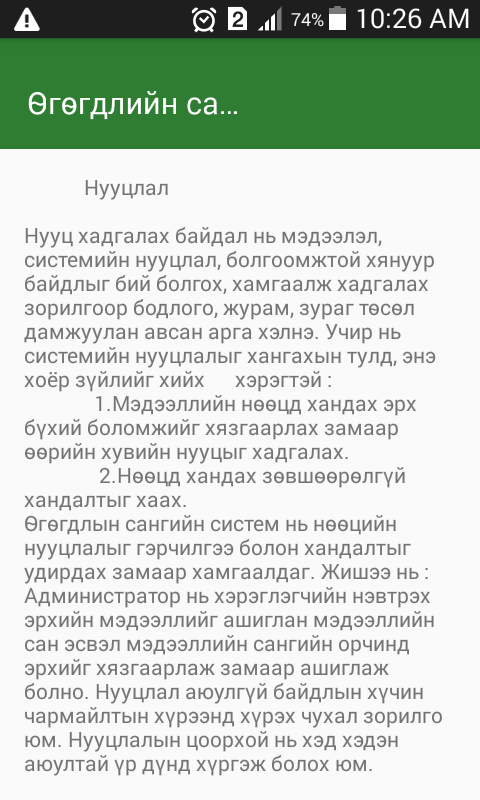 2 74% 10:26 AM
Өгөгдлийн са...
Нууцлал
Нууц хадгалах байдал нь мэдээлэл,
системийн нууцлал, болгоомжтой хянуур
байдлыг бий болгох, хамгаалж хадгалах
зорилгоор бодлого, журам, зураг төсөл
дамжуулан авсан арга хэлнэ. Учир нь
системийн нууцлалыг хангахын тулд, энэ
хоёр зүйлийг хийх хэрэгтэй :
1.Мэдээллийн нөөцд хандах эрх
бүхий боломжийг хязгаарлах замаар
өөрийн хувийн нууцыг хадгалах.
2.Нөөцд хандах зөвшөөрөлгүй
хандалтыг хаах.
Өгөгдлын сангийн систем нь нөөцийн
нууцлалыг гэрчилгээ болон хандалтыг
удирдах замаар хамгаалдаг. Жишээ нь :
Администратор нь хэрэглэгчийн нэвтрэх
эрхийн мэдээллийг ашиглан мэдээллийн
сан эсвэл мэдээллийн сангийн орчинд
эрхийг хязгаарлаж замаар ашиглаж
болно. Нууцлал аюулгүй байдлын хүчин
чармайлтын хүрээнд хүрэх чухал зорилго
юм. Нууцлалын цоорхой нь хэд хэдэн
аюултай үр дүнд хүргэж болох юм.